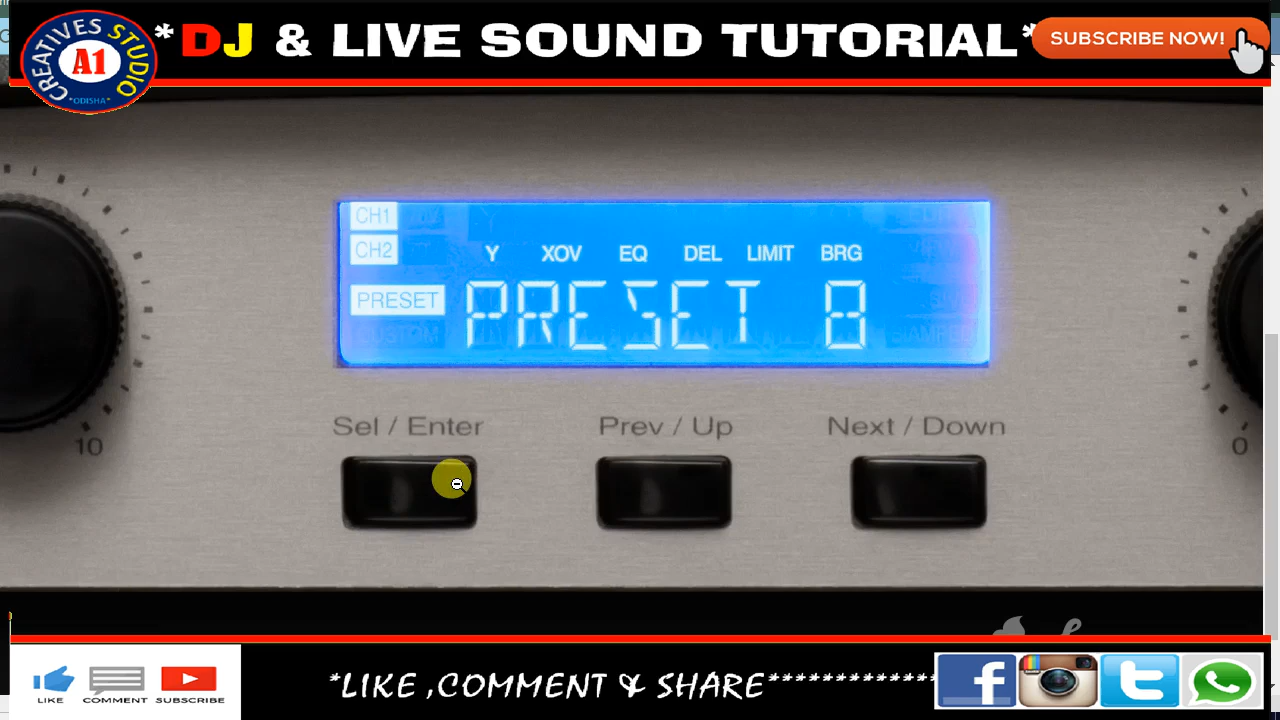 *DJ & LIVE SOUND TUTORIAL*
SUBSCRIBE NOW!
CREATIVES STUDIO
A1
*ODISHA*
CH1
CH2
Y XOV EQ DEL LIMIT BRG
PRESET PRESET 8
Sel / Enter Prev / Up Next / Down
10
0
LIKE COMMENT SUBSCRIBE
*LIKE ,COMMENT & SHARE************